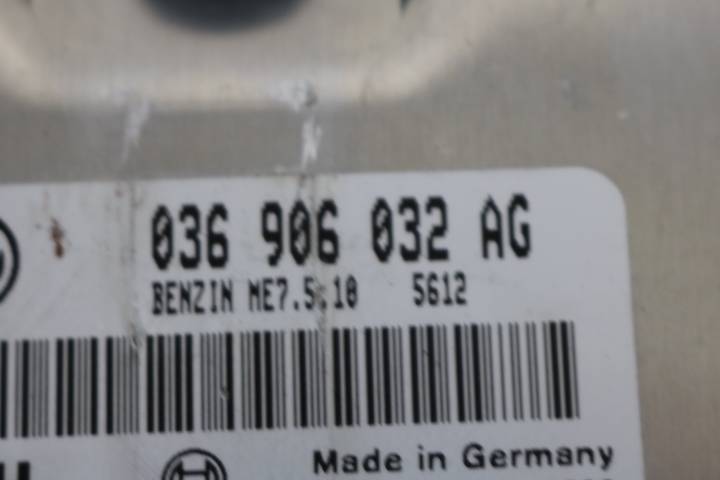 036 906 032 AG
BENZIN ME7.5.10 5612
Made in Germany